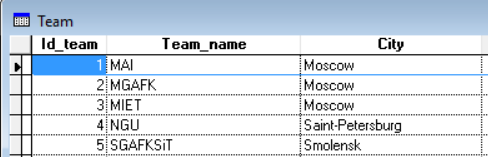 Team
Id_team Team_name City
1 MAI Moscow
2 MGAFK Moscow
3 MIET Moscow
4 NGU Saint-Petersburg
5 SGAFKSiT Smolensk